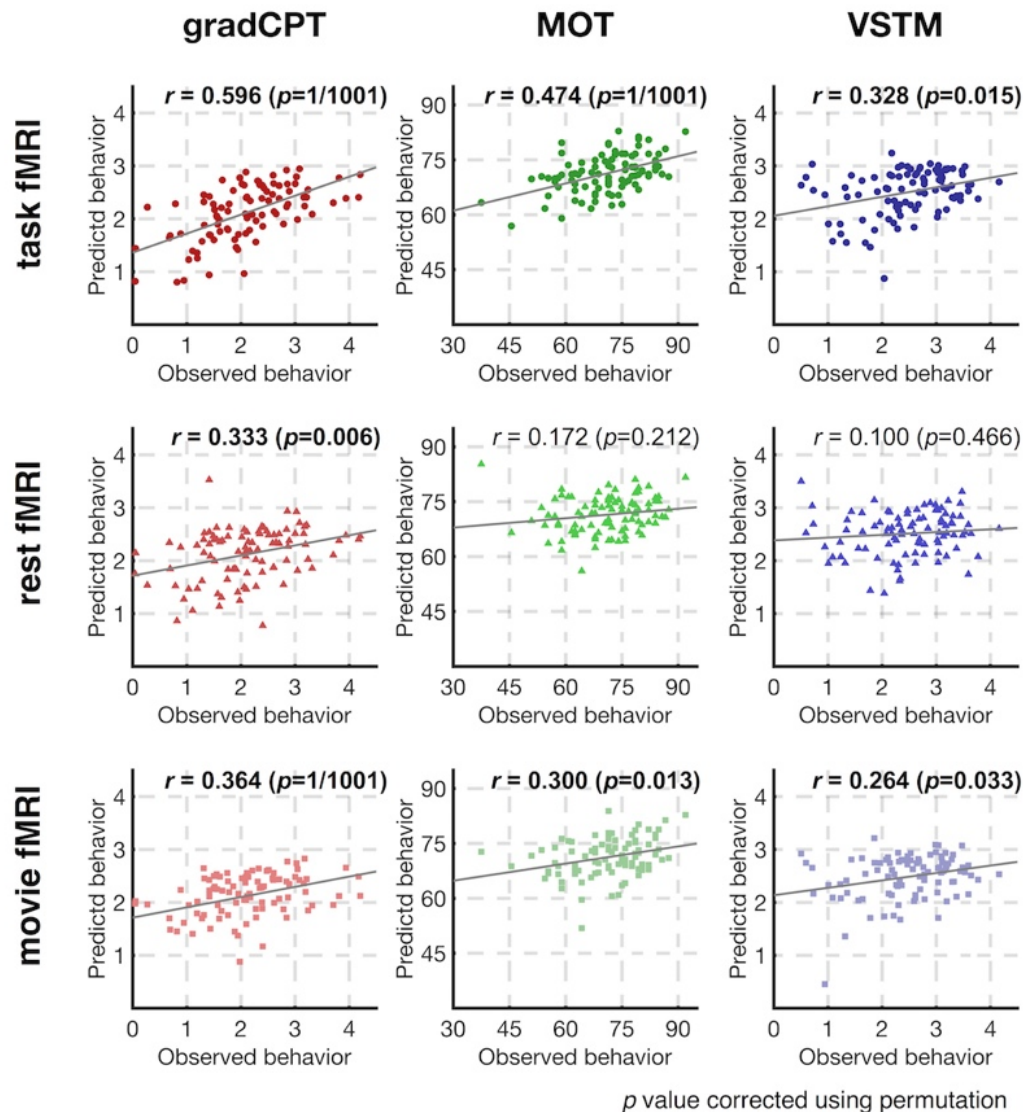 gradCPT MOT VSTM
task fMRI
r = 0.596 (p=1/1001)
Predictd behavior
4
3
2
1
0 1 2 3 4
Observed behavior
r = 0.474 (p=1/1001)
90
75
60
45
30 45 60 75 90
Observed behavior
r = 0.328 (p=0.015)
Predictd behavior
4
3
2
1
0 1 2 3 4
Observed behavior
rest fMRI
r = 0.333 (p=0.006)
Predictd behavior
4
3
2
1
0 1 2 3 4
Observed behavior
r = 0.172 (p=0.212)
Predictd behavior
90
75
60
45
30 45 60 75 90
Observed behavior
r = 0.100 (p=0.466)
Predictd behavior
4
3
2
1
0 1 2 3 4
Observed behavior
movie fMRI
r = 0.364 (p=1/1001)
Predictd behavior
4
3
2
1
0 1 2 3 4
Observed behavior
r = 0.300 (p=0.013)
Predictd behavior
90
75
60
45
30 45 60 75 90
Observed behavior
r = 0.264 (p=0.033)
Predictd behavior
4
3
2
1
0 1 2 3 4
Observed behavior
p value corrected using permutation